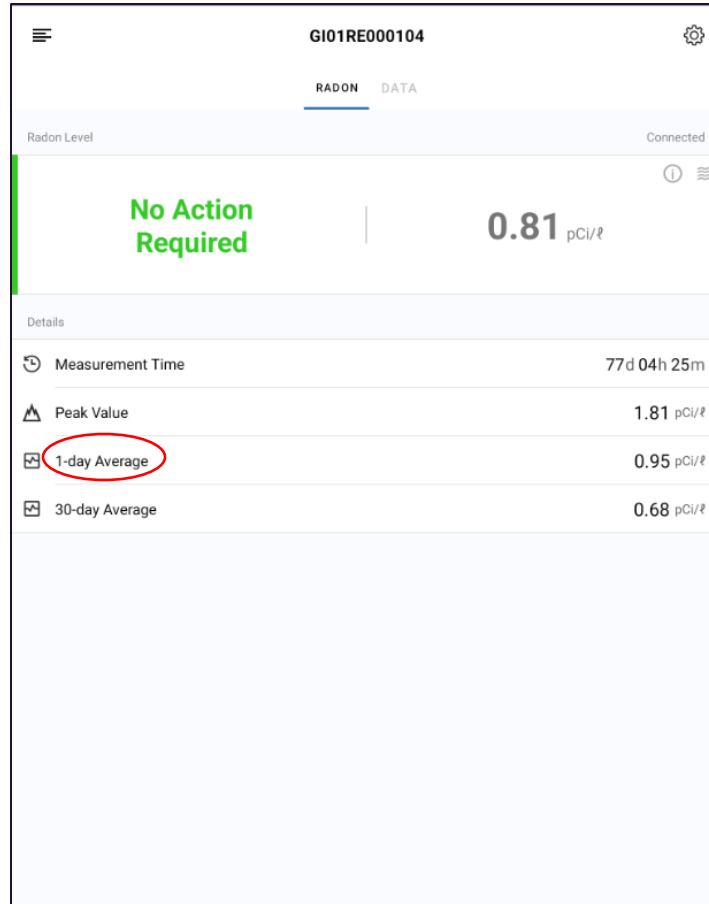 GI01RE000104
RADON DATA
Radon Level Connected
No Action
Required
0.81 pCi/ℓ
Details
Measurement Time 77d 04h 25m
Peak Value 1.81 pCi/ℓ
1-day Average 0.95 pCi/ℓ
30-day Average 0.68 pCi/ℓ